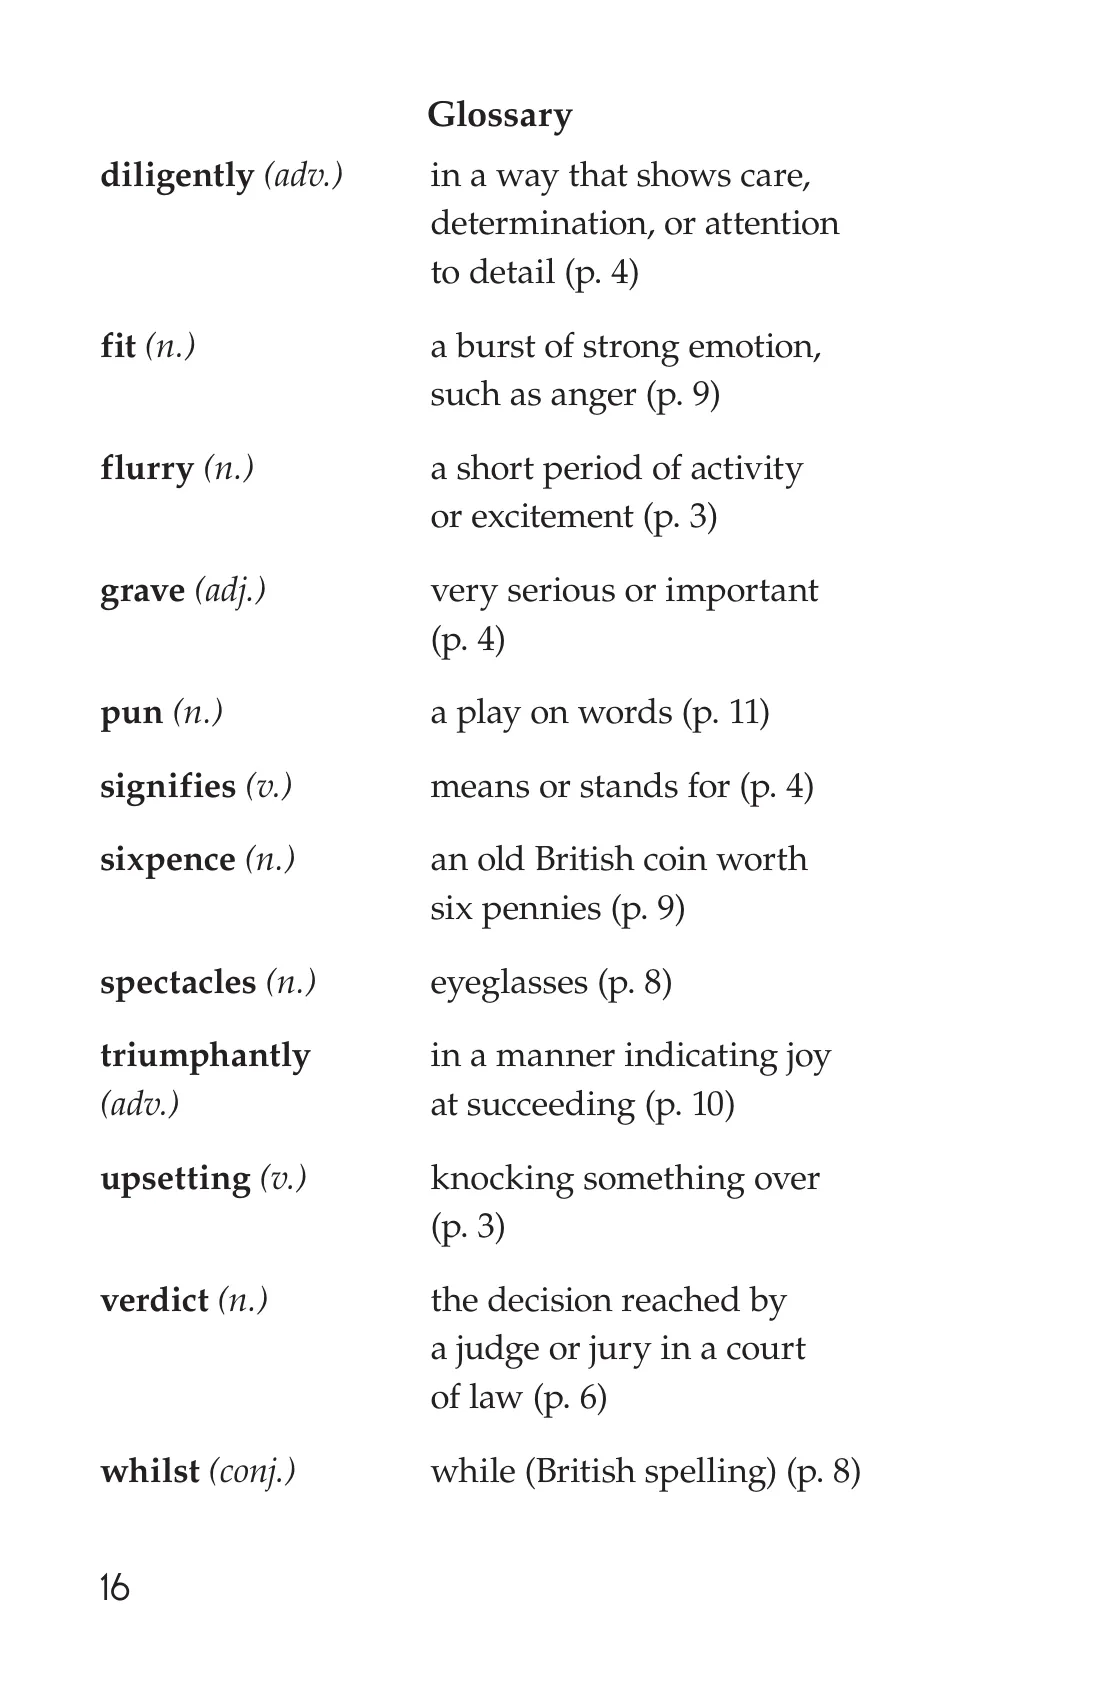 Glossary
diligently (adv.) in a way that shows care,
determination, or attention
to detail (p. 4)
fit (n.) a burst of strong emotion,
such as anger (p. 9)
flurry (n.) a short period of activity
or excitement (p. 3)
grave (adj.) very serious or important
(p. 4)
pun (n.) a play on words (p. 11)
signifies (v.) means or stands for (p. 4)
sixpence (n.) an old British coin worth
six pennies (p. 9)
spectacles (n.) eyeglasses (p. 8)
triumphantly in a manner indicating joy
(adv.) at succeeding (p. 10)
upsetting (v.) knocking something over
(p. 3)
verdict (n.) the decision reached by
a judge or jury in a court
of law (p. 6)
whilst (conj.) while (British spelling) (p. 8)
16